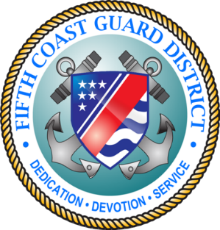 • FIFTH COAST GUARD DISTRICT •
DEDICATION • DEVOTION • SERVICE